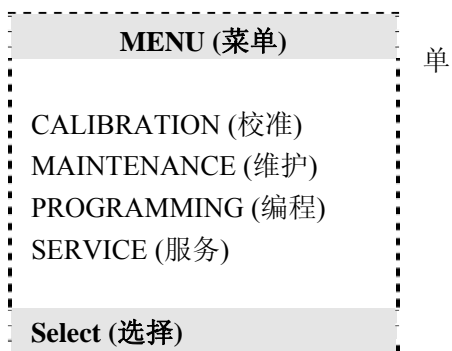 MENU (菜单)
单
CALIBRATION (校准)
MAINTENANCE (维护)
PROGRAMMING (编程)
SERVICE (服务)
Select (选择)